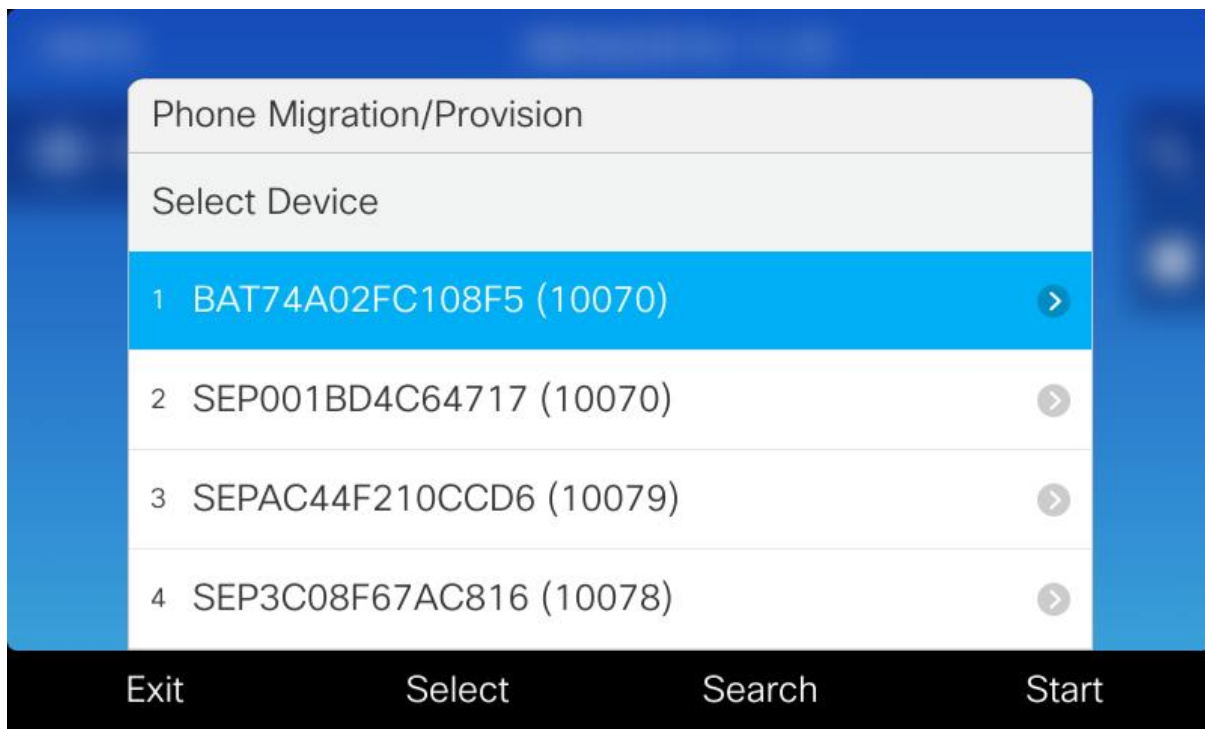 Phone Migration/Provision
Select Device
1 BAT74A02FC108F5 (10070)
2 SEP001BD4C64717 (10070)
3 SEPAC44F210CCD6 (10079)
4 SEP3C08F67AC816 (10078)
Exit Select Search Start